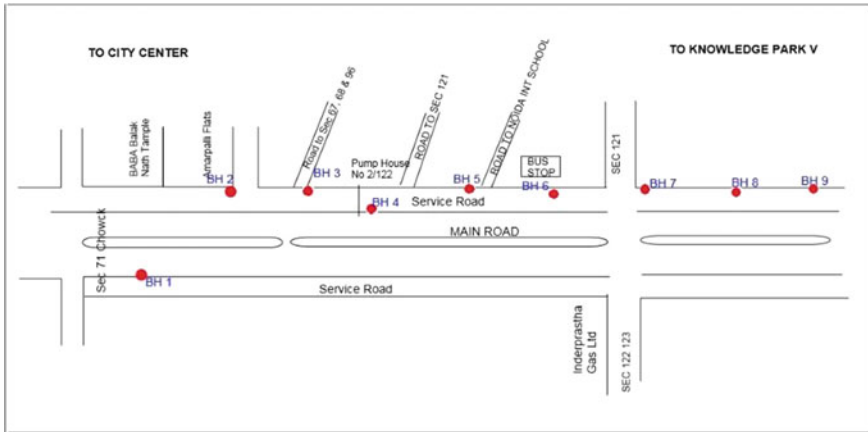 TO CITY CENTER
TO KNOWLEDGE PARK V
BABA Balak
Nath Tample
Amarpalli Flats
Road to Sec 67, 68 & 96
ROAD TO SEC 121
ROAD TO NOIDA INT SCHOOL
SEC 121
Pump House
No 2/122
BUS
STOP
BH 2
BH 3
BH 4
BH 5
BH 6
BH 7
BH 8
BH 9
Service Road
MAIN ROAD
Sec 71 Chowck
BH 1
Service Road
Inderprastha
Gas Ltd
SEC 122 123